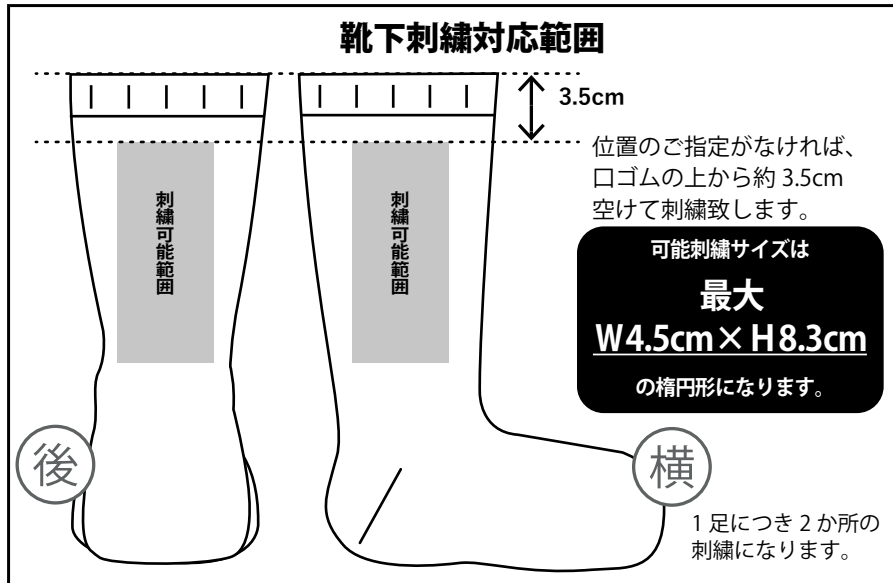 靴下刺繍対応範囲
3.5cm
位置のご指定がなければ、
口ゴムの上から約 3.5cm
空けて刺繍致します。
刺繍可能範囲
刺繍可能範囲
可能刺繍サイズは
最大
W4.5cm×H8.3cm
の楕円形になります。
後
横
1 足につき 2 か所の
刺繍になります。